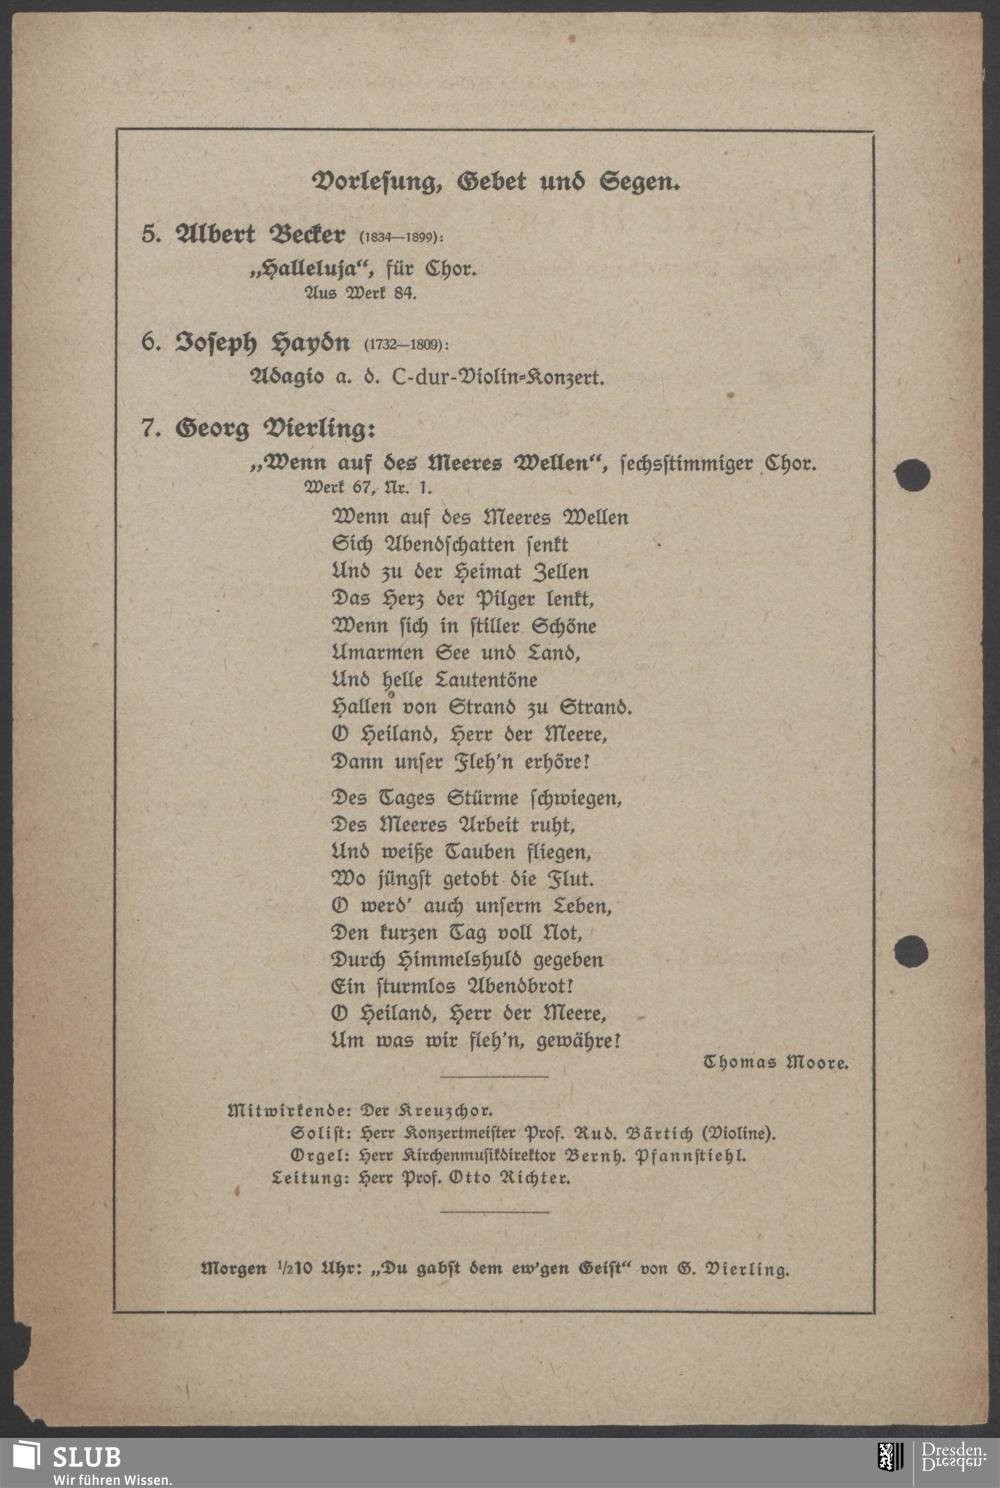 Vorlesung, Gebet und Segen.
5. Albert Becker (1834—1899):
„Halleluja“, für Chor.
Aus Werk 84.
6. Joseph Haydn (1732—1809):
Adagio a. d. C-dur-Violin-Konzert.
7. Georg Vierling:
„Wenn auf des Meeres Wellen“, sechsstimmiger Chor.
Werk 67, Nr. 1.
Wenn auf des Meeres Wellen
Sich Abendschatten senkt
Und zu der Heimat Zellen
Das Herz der Pilger lenkt,
Wenn sich in stiller Schöne
Umarmen See und Land,
Und helle Lautentöne
Hallen von Strand zu Strand.
O Heiland, Herr der Meere,
Dann unser Fleh'n erhöre!
Des Tages Stürme schwiegen,
Des Meeres Arbeit ruht,
Und weiße Tauben fliegen,
Wo jüngst getobt die Flut.
O werd' auch unserm Leben,
Den kurzen Tag voll Not,
Durch Himmelshuld gegeben
Ein sturmlos Abendbrot!
O Heiland, Herr der Meere,
Um was wir fleh'n, gewähre!
Thomas Moore.
Mitwirkende: Der Kreuzchor.
Solist: Herr Konzertmeister Prof. Rud. Bärtich (Violine).
Orgel: Herr Kirchenmusikdirektor Bernh. Pfannstiehl.
Leitung: Herr Prof. Otto Richter.
Morgen 1/2 10 Uhr: „Du gabst dem ew'gen Geist“ von G. Vierling.
SLUB
Wir führen Wissen.
Dresden.
Dresden.